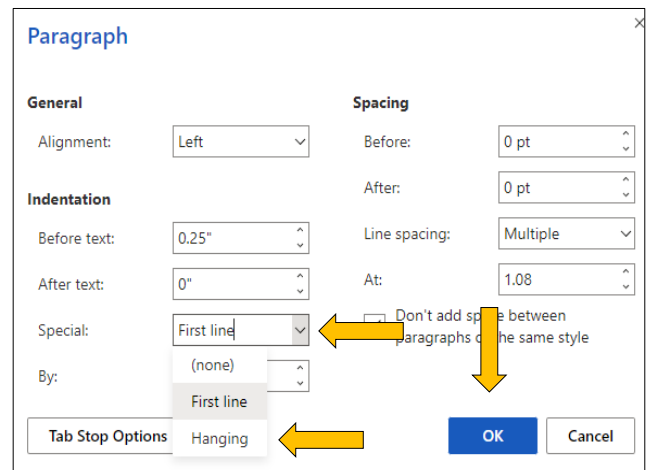 Paragraph
General
Alignment: Left
Indentation
Before text: 0.25"
After text: 0"
Special: First line
(none)
First line
Hanging
By:
Tab Stop Options
Spacing
Before: 0 pt
After: 0 pt
Line spacing: Multiple
At: 1.08
Don't add between
paragraphs the same style
OK
Cancel